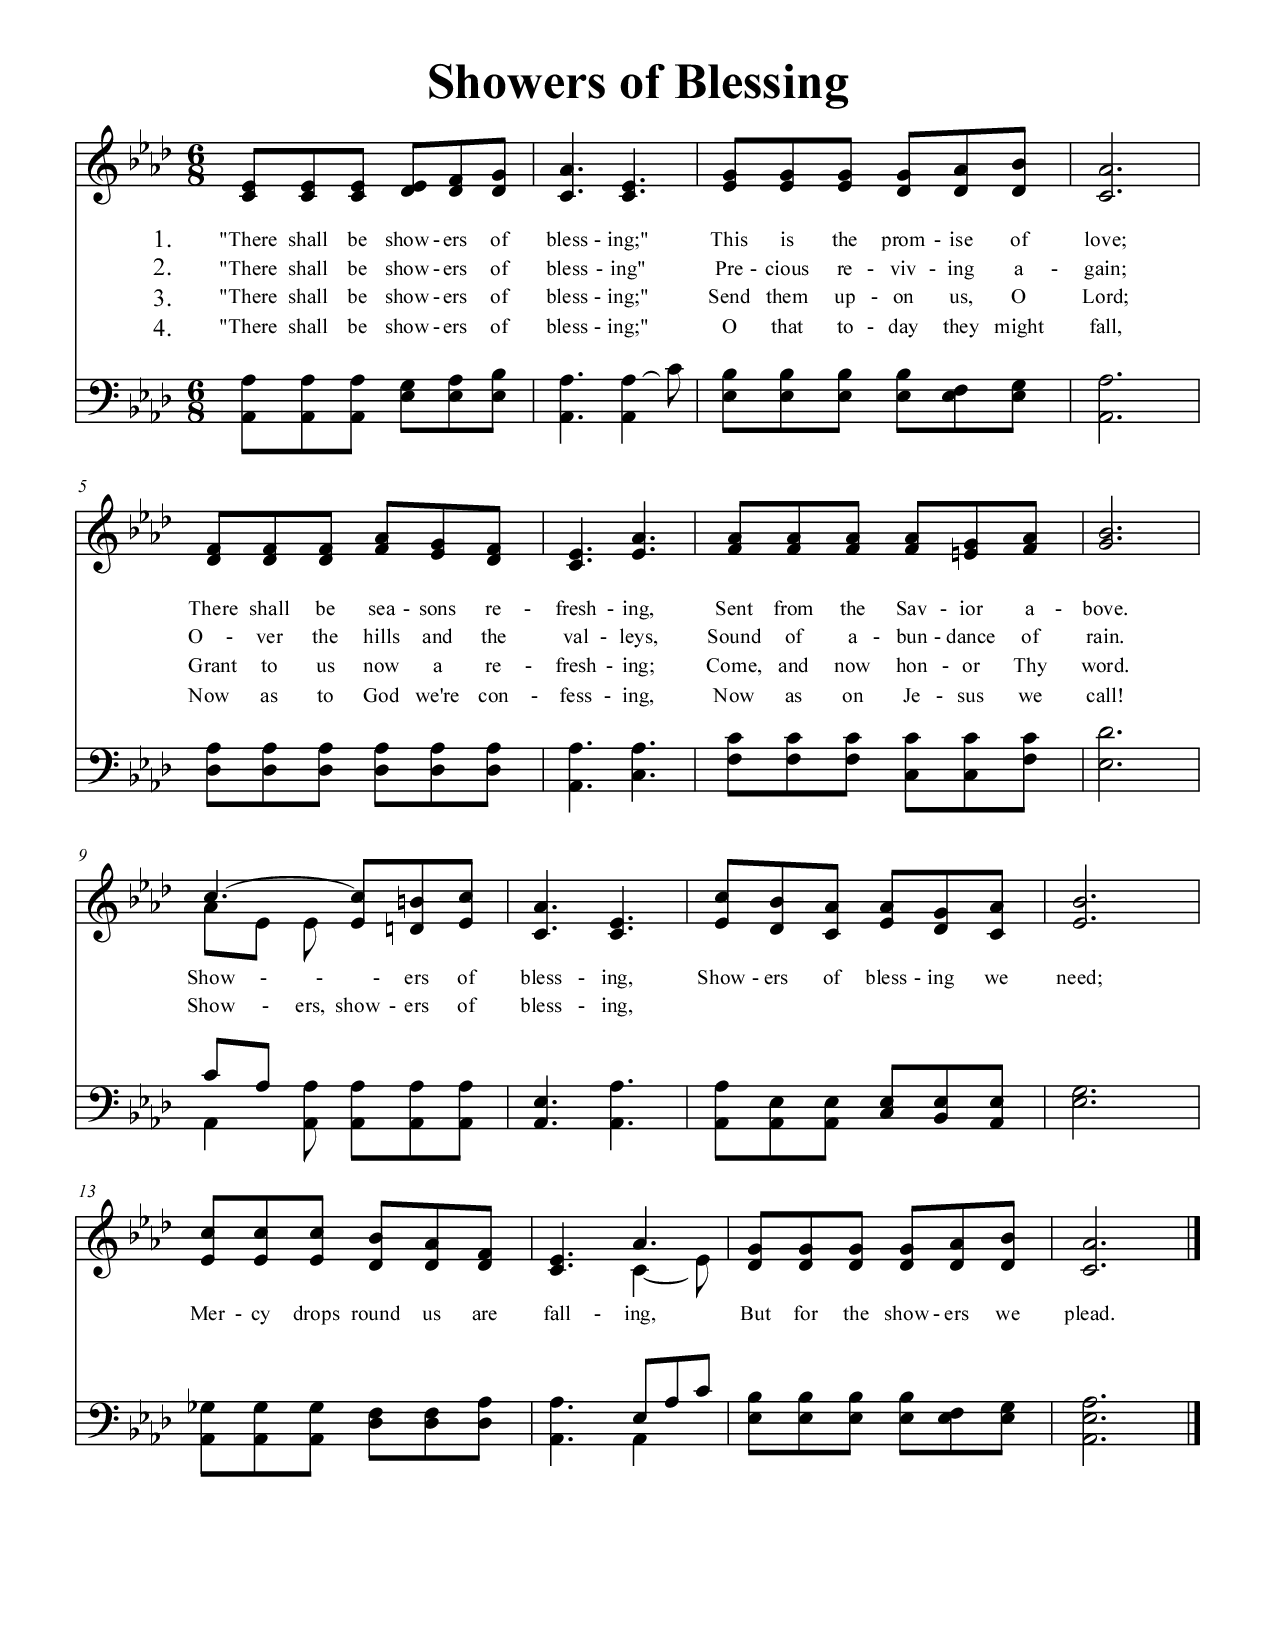 Showers of Blessing
6
8
1. "There shall be show - ers of bless - ing;" This is the prom - ise of love;
2. "There shall be show - ers of bless - ing" Pre - cious re - viv - ing a - gain;
3. "There shall be show - ers of bless - ing;" Send them up - on us, O Lord;
4. "There shall be show - ers of bless - ing;" O that to - day they might fall,
6
8
5
There shall be sea - sons re - fresh - ing, Sent from the Sav - ior a - bove.
O - ver the hills and the val - leys, Sound of a - bun - dance of rain.
Grant to us now a re - fresh - ing; Come, and now hon - or Thy word.
Now as to God we're con - fess - ing, Now as on Je - sus we call!
9
Show - - - ers of bless - ing, Show - ers of bless - ing we need;
Show - ers, show - ers of bless - ing,
13
Mer - cy drops round us are fall - ing, But for the show - ers we plead.